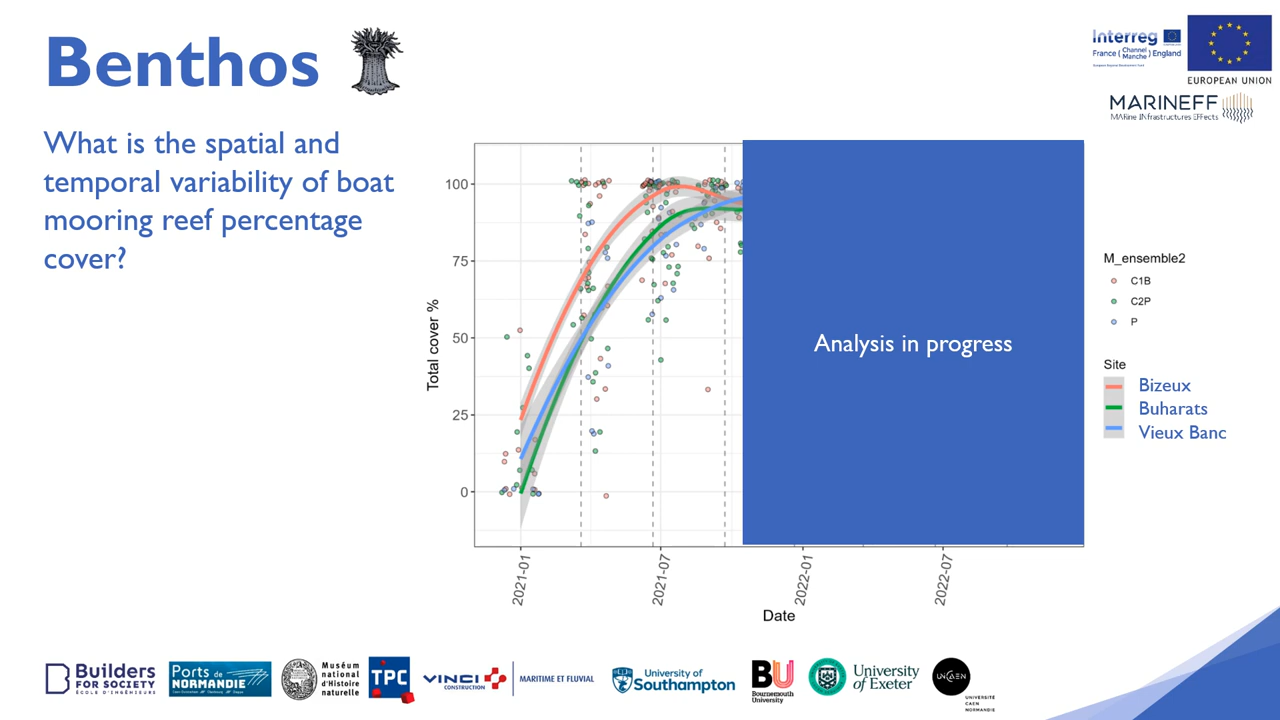 Benthos
What is the spatial and
temporal variability of boat
mooring reef percentage
cover?
Interreg
France ( Channel Manche ) England
European Regional Development Fund
EUROPEAN UNION
MARINEFF
MARine INfrastructures EFFects
Total cover %
100
75
50
25
0
2021-01
2021-07
2022-01
2022-07
Date
Analysis in progress
M_ensemble2
C1B
C2P
P
Site
Bizeux
Buharats
Vieux Banc
Builders
FOR SOCIETY
ÉCOLE D'INGÉNIEURS
Ports de
NORMANDIE
Muséum
national
d'Histoire
naturelle
TPC
VINCI
CONSTRUCTION
MARITIME ET FLUVIAL
University of
Southampton
BU
Bournemouth
University
University
of Exeter
UNICAEN
UNIVERSITÉ
CAEN
NORMANDIE